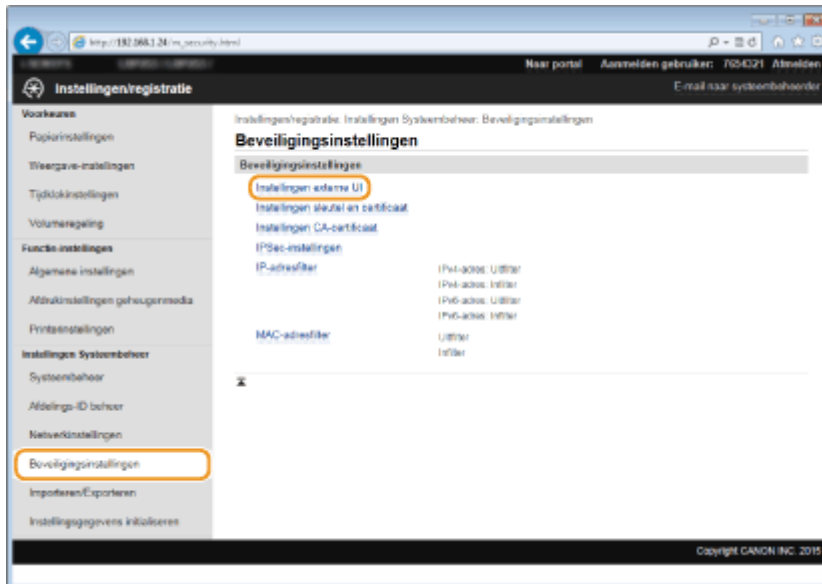 http://192.168.1.24/m_security.html
Naar portal Aanmelden gebruiker: 7654321 Afmelden
Instellingen/registratie
E-mail naar systeembeheerder
Voorkeuren
Papierinstellingen
Weergave-instellingen
Tijdklokinstellingen
Volumeregeling
Functie-instellingen
Algemene instellingen
Afdrukinstellingen geheugenmedia
Printerinstellingen
Instellingen Systeembeheer
Systeembeheer
Afdelings-ID beheer
Netwerkinstellingen
Beveiligingsinstellingen
Importeren/Exporteren
Instellingsgegevens initialiseren
Instellingen/registratie: Instellingen Systeembeheer: Beveiligingsinstellingen
Beveiligingsinstellingen
Beveiligingsinstellingen
Instellingen externe UI
Instellingen sleutel en certificaat
Instellingen CA-certificaat
IPSec-instellingen
IP-adresfilter
IPv4-adres: Uitfilter
IPv4-adres: Infilter
IPv6-adres: Uitfilter
IPv6-adres: Infilter
MAC-adresfilter
Uitfilter
Infilter
Copyright CANON INC. 2015